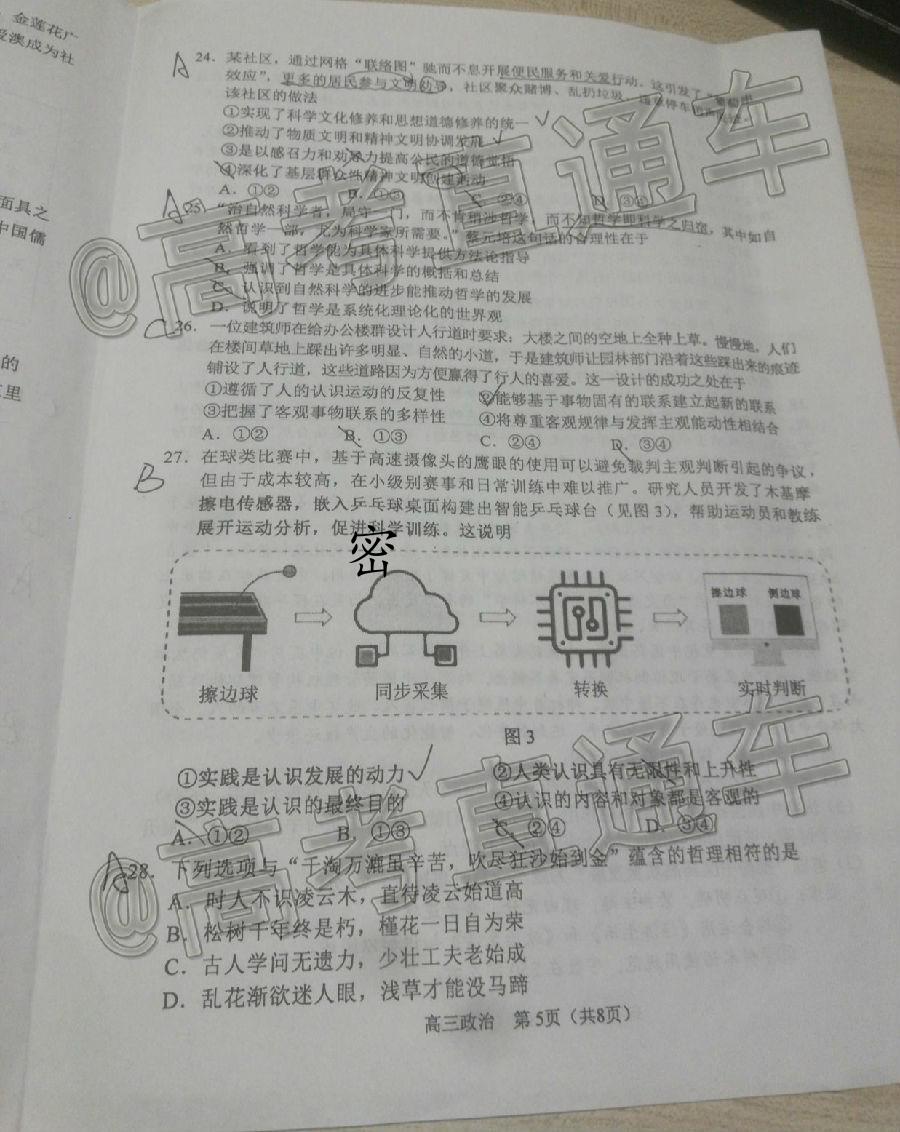 金莲花广
爱澳成为社
面具之
中国儒
的
24. 某社区，通过网格“联络图”驰而不息开展便民服务和关爱行动。这引发了“葡萄串
效应”，更多的居民参与文明劝导，社区聚众赌博、乱扔垃圾、
该社区的做法
①实现了科学文化修养和思想道德修养的统一
②推动了物质文明和精神文明协调发展
③是以感召力和劝导力提高公民的道德觉悟
④深化了基层群众性精神文明创建活动
A．①② B．①③ C．②④ D．③④
25. “治自然科学者，局守一门，而不肯稍涉哲学，而不知哲学即科学之归宿，其中如自
然哲学一部，尤为科学家所需要。”蔡元培这句话的合理性在于
A．看到了哲学能为具体科学提供方法论指导
B．强调了哲学是具体科学的概括和总结
C．认识到自然科学的进步能推动哲学的发展
D．说明了哲学是系统化理论化的世界观
26. 一位建筑师在给办公楼群设计人行道时要求：大楼之间的空地上全种上草。慢慢地，人们
在楼间草地上踩出许多明显、自然的小道，于是建筑师让园林部门沿着这些踩出来的痕迹
铺设了人行道，这些道路因为方便赢得了行人的喜爱。这一设计的成功之处在于
①遵循了人的认识运动的反复性 ②能够基于事物固有的联系建立起新的联系
③把握了客观事物联系的多样性 ④将尊重客观规律与发挥主观能动性相结合
A．①② B．①③ C．②④ D．③④
27. 在球类比赛中，基于高速摄像头的鹰眼的使用可以避免裁判主观判断引起的争议，
但由于成本较高，在小级别赛事和日常训练中难以推广。研究人员开发了木基摩
擦电传感器，嵌入乒乓球桌面构建出智能乒乓球台（见图 3），帮助运动员和教练
展开运动分析，促进科学训练。这说明
密
擦边球 侧边球
擦边球 同步采集 转换 实时判断
图 3
①实践是认识发展的动力 ②人类认识具有无限性和上升性
③实践是认识的最终目的 ④认识的内容和对象都是客观的
A．①② B．①③ C．②④ D．③④
28. 下列选项与“千淘万漉虽辛苦，吹尽狂沙始到金”蕴含的哲理相符的是
A．时人不识凌云木，直待凌云始道高
B．松树千年终是朽，槿花一日自为荣
C．古人学问无遗力，少壮工夫老始成
D．乱花渐欲迷人眼，浅草才能没马蹄
高三政治 第 5页（共8页）
A
A
C
B
A
@高考直通车
@高考直通车